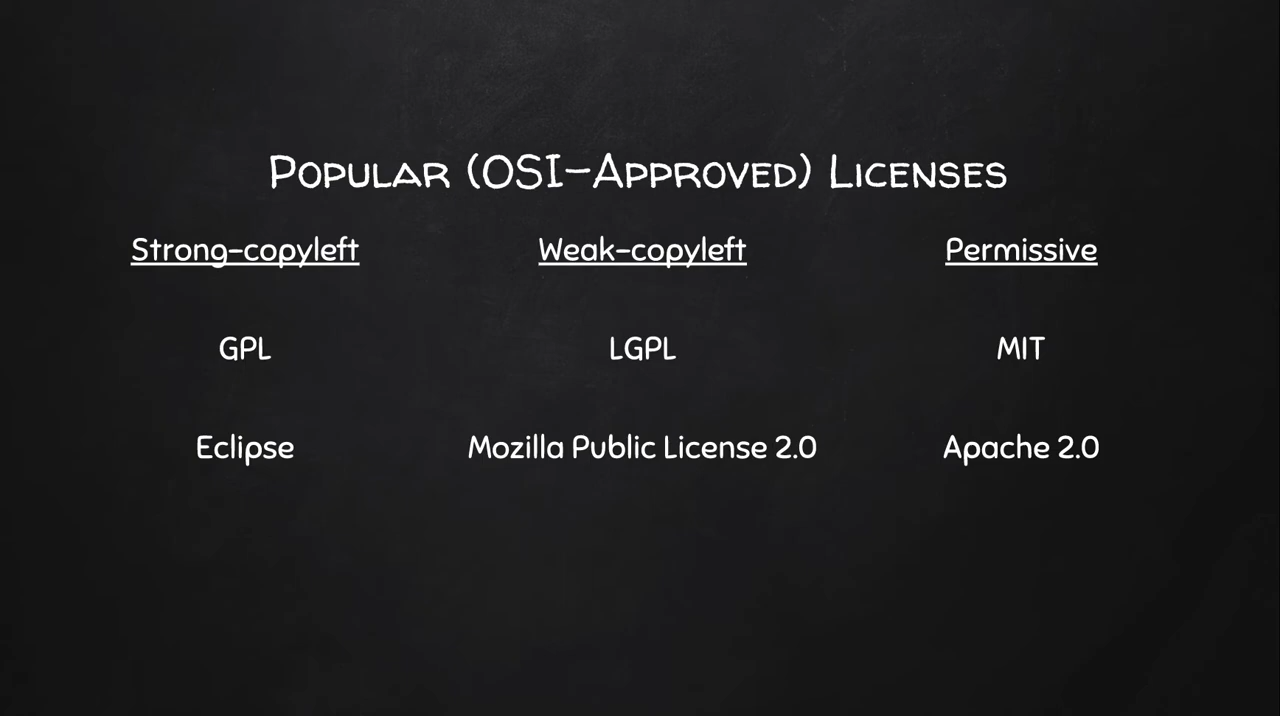 Popular (OSI-Approved) Licenses
Strong-copyleft Weak-copyleft Permissive
GPL LGPL MIT
Eclipse Mozilla Public License 2.0 Apache 2.0